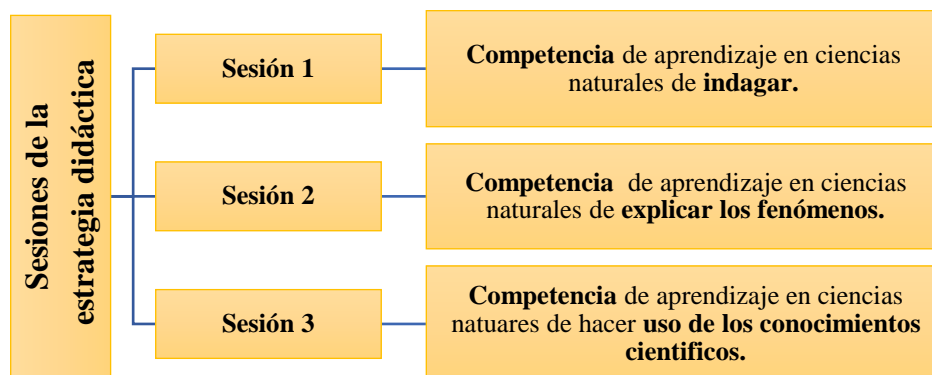 Sesiones de la
estrategia didáctica
Sesión 1
Competencia de aprendizaje en ciencias
naturales de indagar.
Sesión 2
Competencia de aprendizaje en ciencias
naturales de explicar los fenómenos.
Sesión 3
Competencia de aprendizaje en ciencias
natuares de hacer uso de los conocimientos
cientificos.